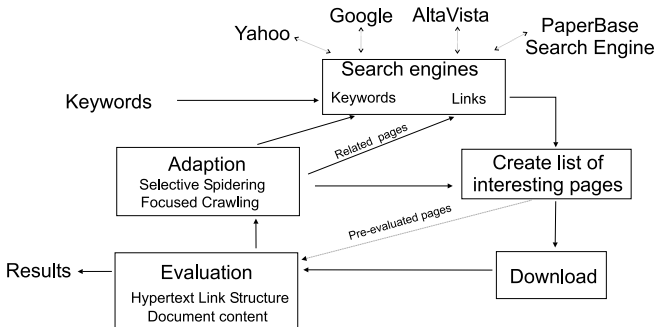 Google
AltaVista
Yahoo
PaperBase
Search Engine
Search engines
Keywords
Links
Keywords
Related pages
Adaption
Selective Spidering
Focused Crawling
Create list of
interesting pages
Pre-evaluated pages
Results
Evaluation
Hypertext Link Structure
Document content
Download